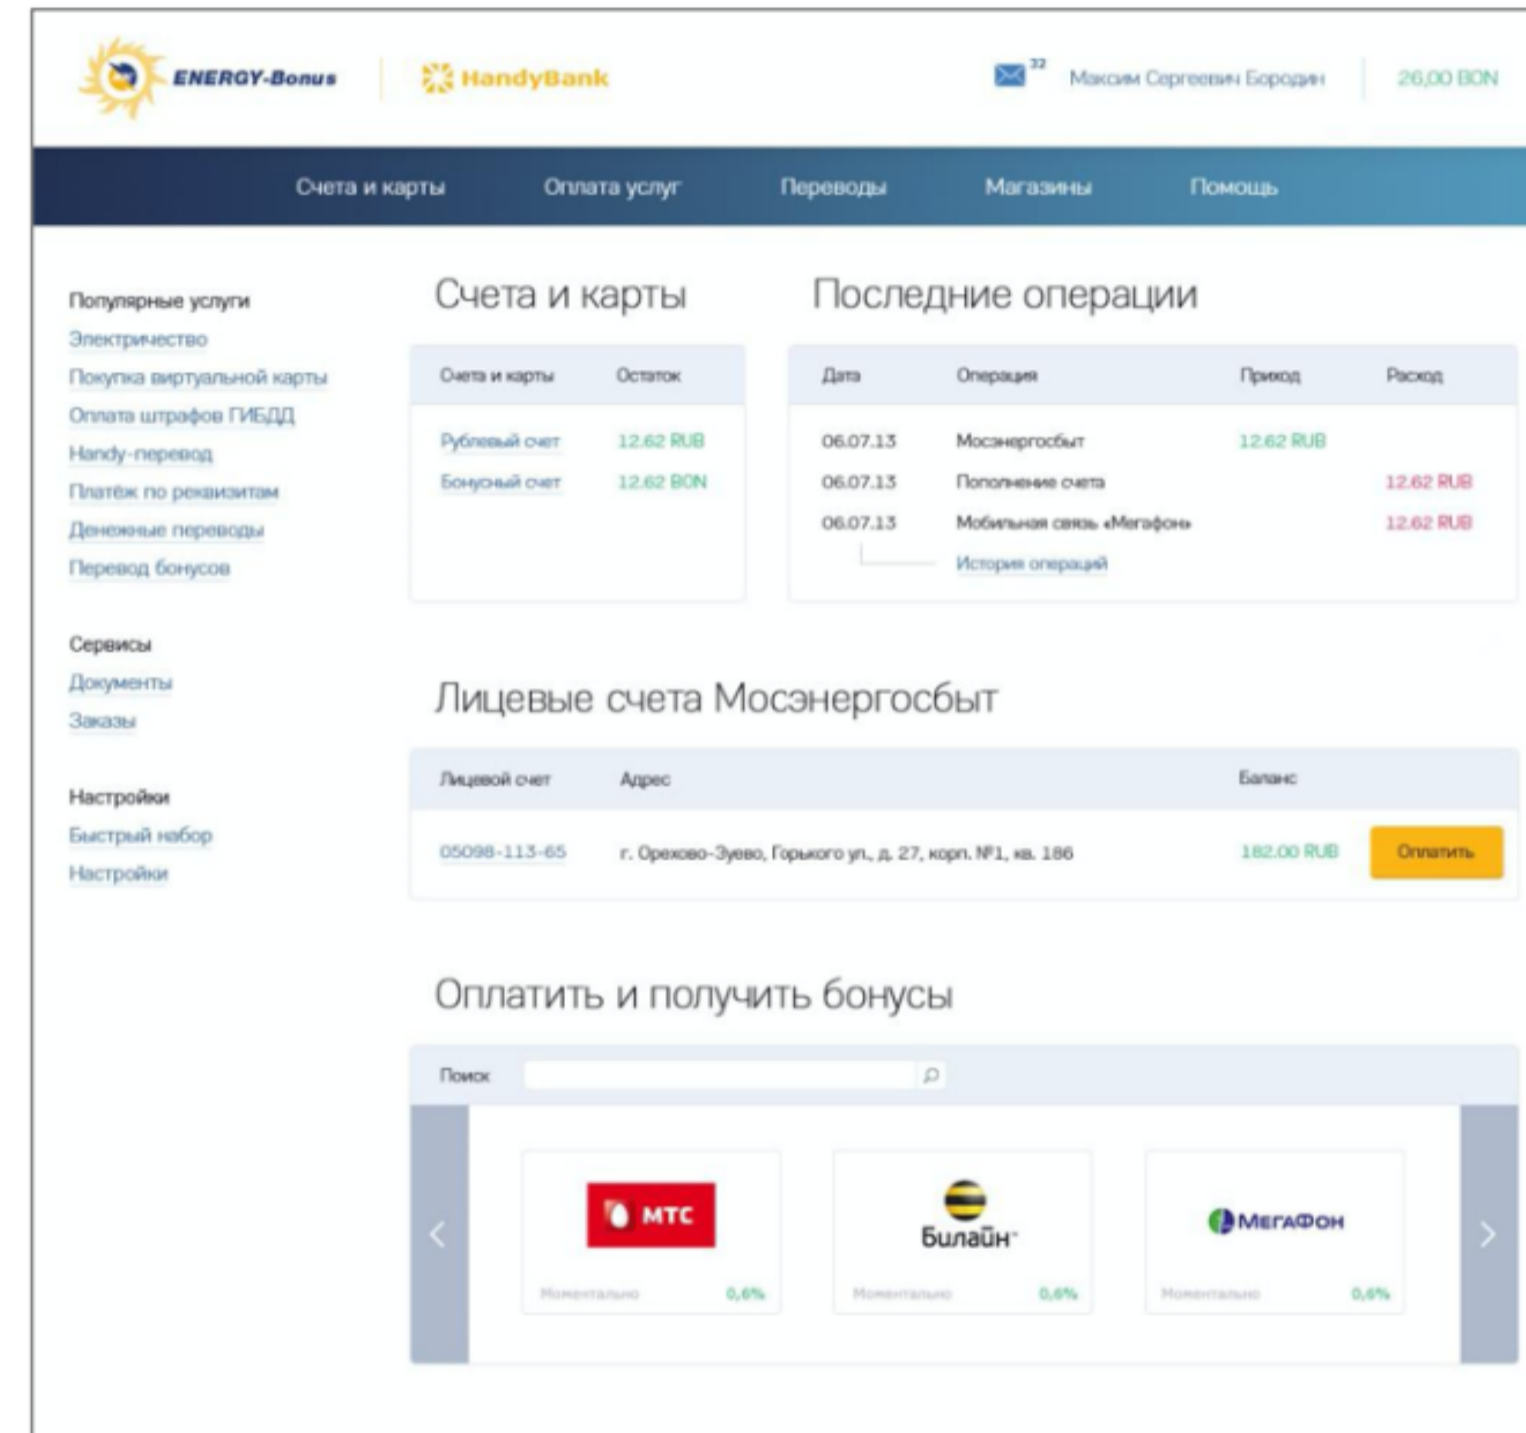 ENERGY-Bonus
HandyBank
32
Максим Сергеевич Бородин
26,00 BON
Счета и карты Оплата услуг Переводы Магазины Помощь
Популярные услуги
Электричество
Покупка виртуальной карты
Оплата штрафов ГИБДД
Handy-перевод
Платёж по реквизитам
Денежные переводы
Перевод бонусов
Сервисы
Документы
Заказы
Настройки
Быстрый набор
Настройки
Счета и карты
Счета и карты Остаток
Рублевый счет 12.62 RUB
Бонусный счет 12.62 BON
Последние операции
Дата Операция Приход Расход
06.07.13 Мосэнергосбыт 12.62 RUB
06.07.13 Пополнение счета 12.62 RUB
06.07.13 Мобильная связь «Мегафон» 12.62 RUB
История операций
Лицевые счета Мосэнергосбыт
Лицевой счет Адрес Баланс
05098-113-65 г. Орехово-Зуево, Горького ул., д. 27, корп. №1, кв. 186 182.00 RUB Оплатить
Оплатить и получить бонусы
Поиск
МТС
Моментально 0,6%
Билайн™
Моментально 0,6%
МЕГАФОН
Моментально 0,6%